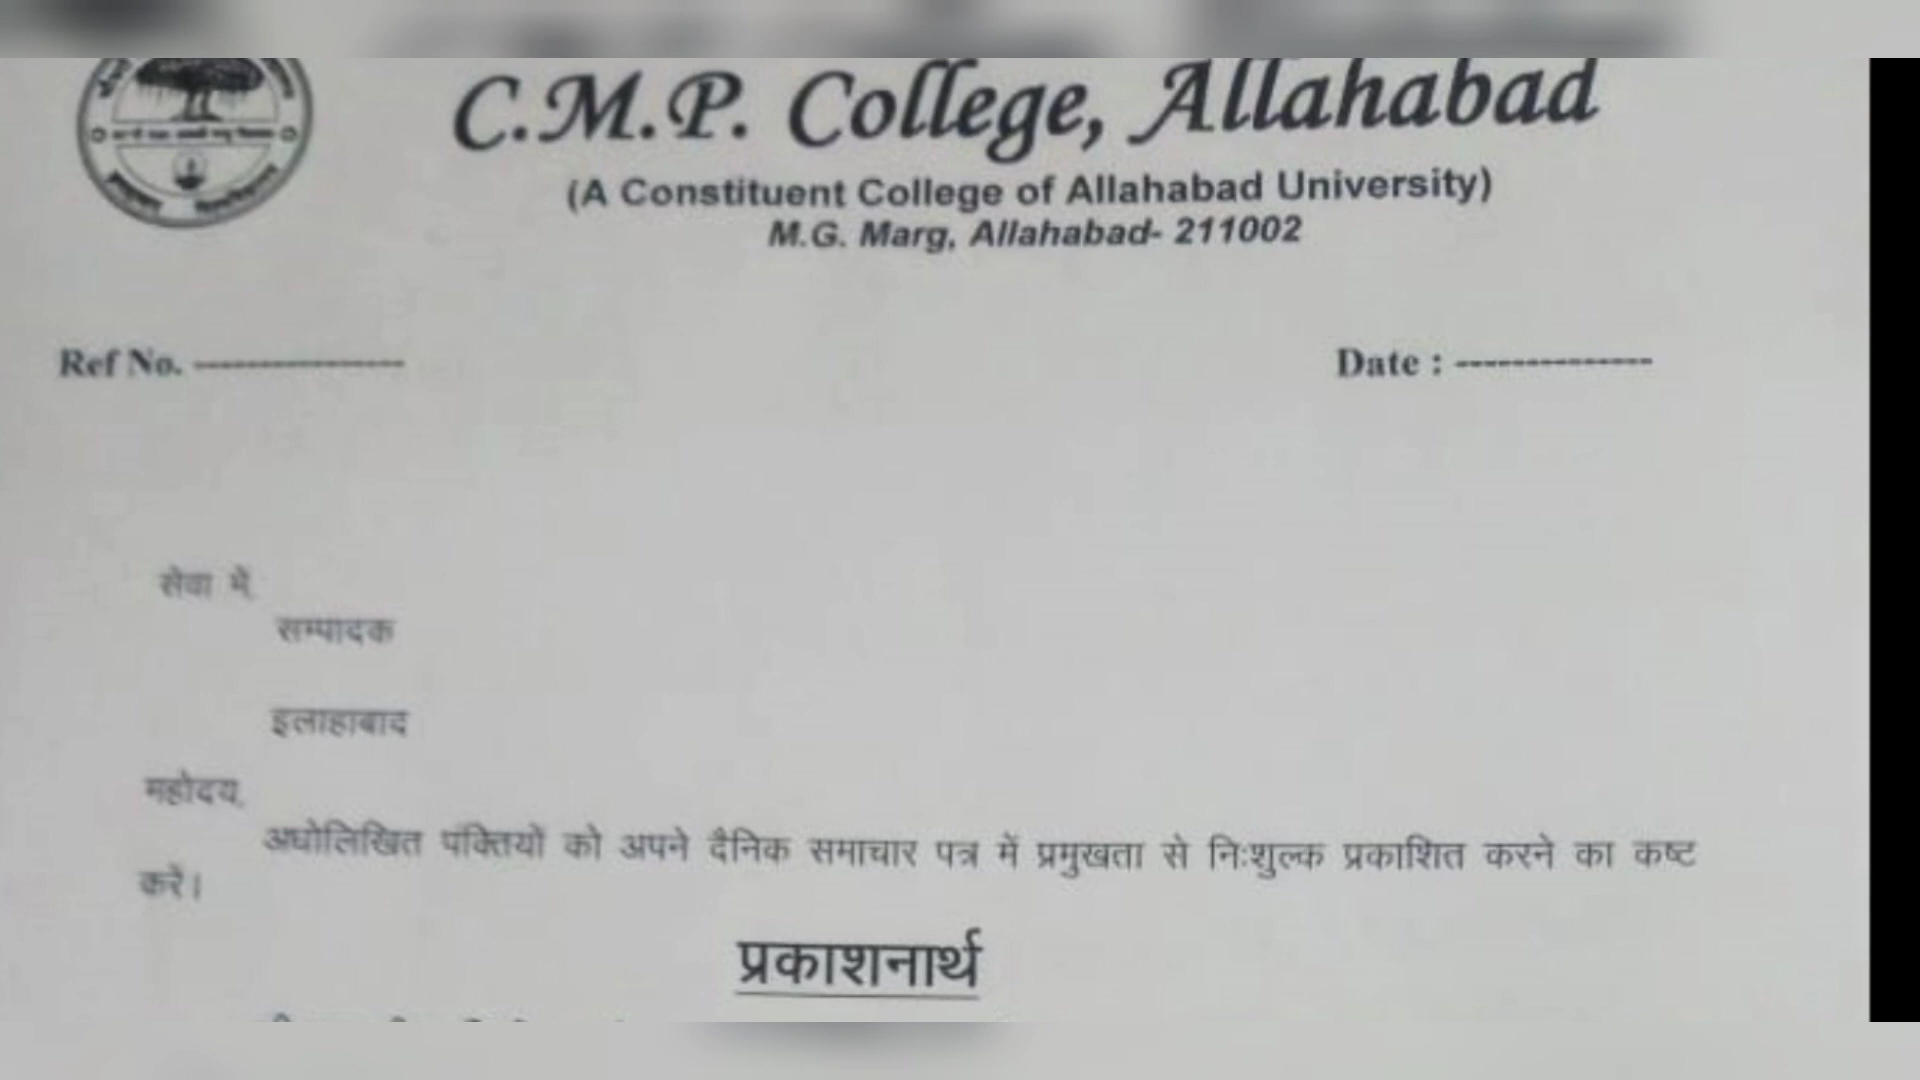 C.M.P. College, Allahabad
(A Constituent College of Allahabad University)
M.G. Marg, Allahabad- 211002
Ref No. ---------------- Date : --------------
सेवा में,
सम्पादक
इलाहाबाद
महोदय,
अधोलिखित पंक्तियों को अपने दैनिक समाचार पत्र में प्रमुखता से निःशुल्क प्रकाशित करने का कष्ट
करें।
प्रकाशनार्थ